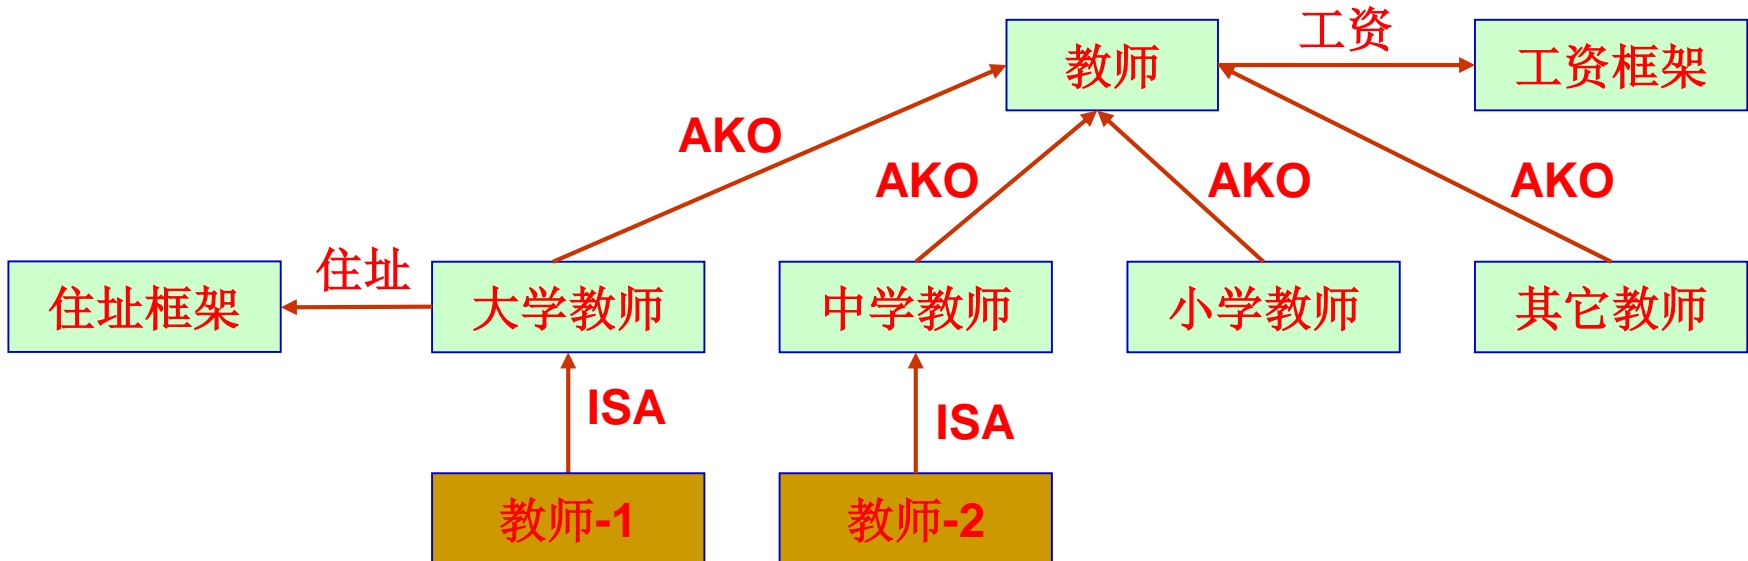 工资
教师
工资框架
AKO
AKO
AKO
AKO
住址
住址框架
大学教师
中学教师
小学教师
其它教师
ISA
ISA
教师-1
教师-2